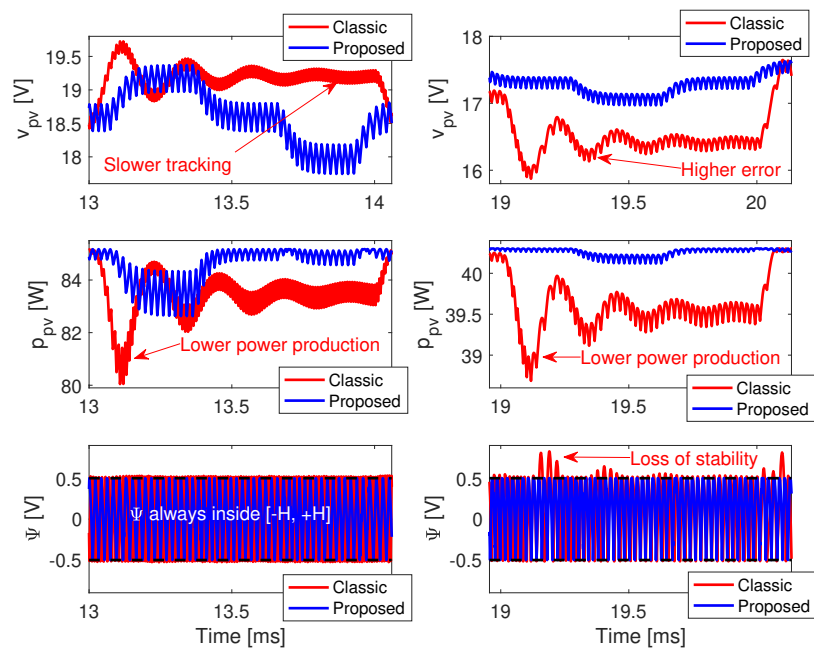 Classic
Proposed
19.5
19
18.5
18
v_pv [V]
Slower tracking
13
13.5
14
Classic
Proposed
18
17
16
v_pv [V]
Higher error
19
19.5
20
84
82
80
p_pv [W]
Lower power production
Classic
Proposed
13
13.5
40
39.5
39
p_pv [W]
Lower power production
Classic
Proposed
19
19.5
0.5
0
-0.5
Ψ [V]
Ψ always inside [-H, +H]
Classic
Proposed
13
13.5
Time [ms]
0.5
0
-0.5
Ψ [V]
Loss of stability
Classic
Proposed
19
19.5
Time [ms]